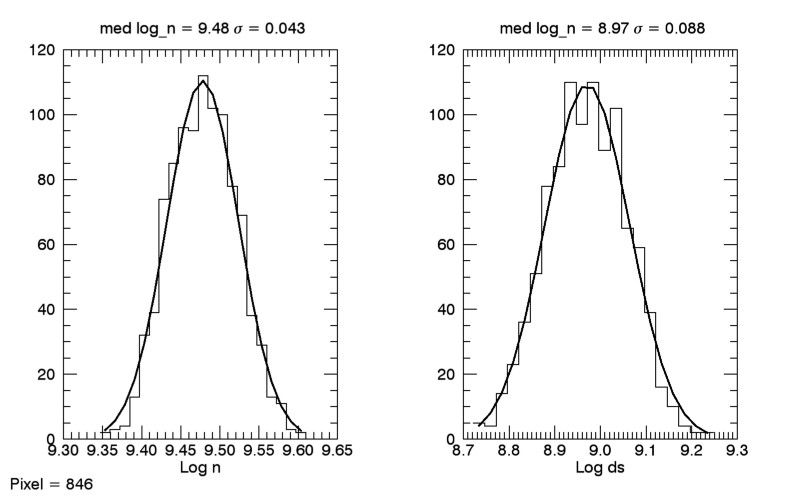 med log_n = 9.48 σ = 0.043
120
100
80
60
40
20
0
9.30 9.35 9.40 9.45 9.50 9.55 9.60 9.65
Log n
med log_n = 8.97 σ = 0.088
120
100
80
60
40
20
0
8.7 8.8 8.9 9.0 9.1 9.2 9.3
Log ds
Pixel = 846